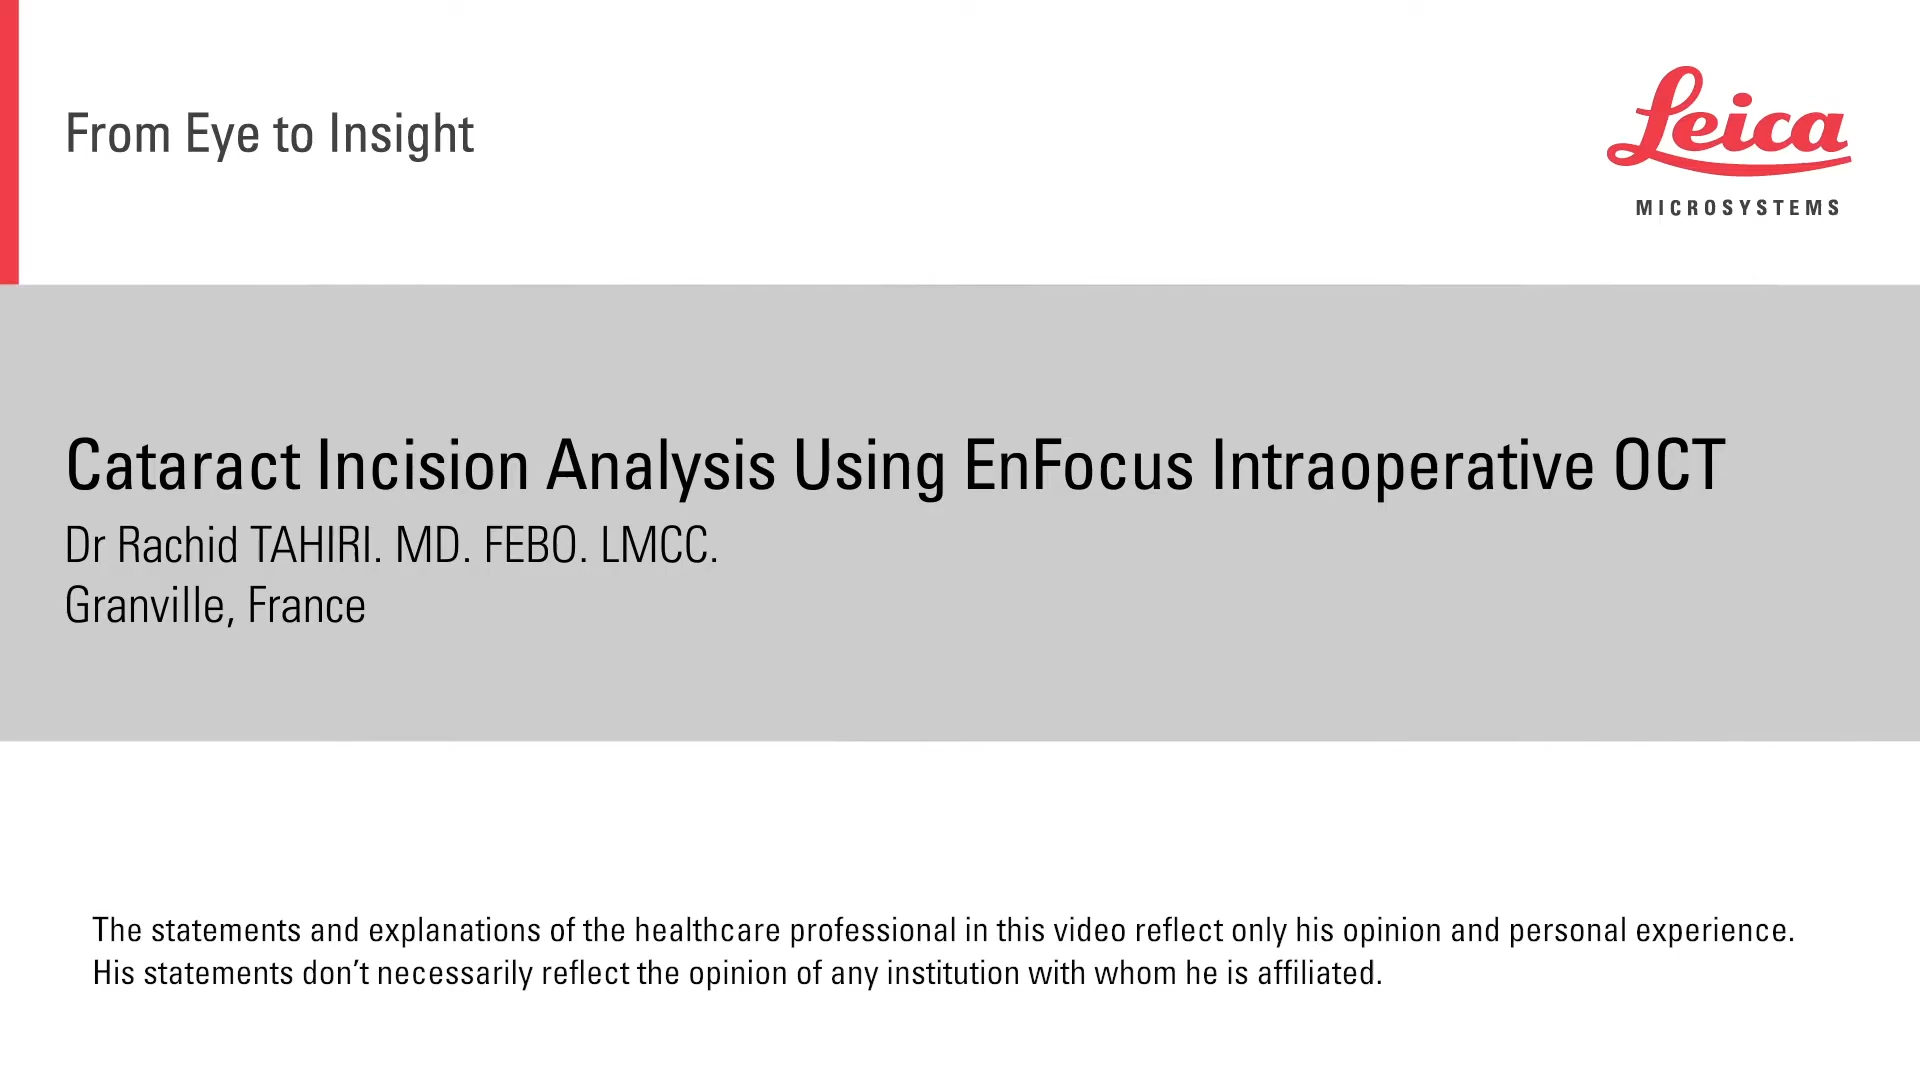 From Eye to Insight
Leica
MICROSYSTEMS
Cataract Incision Analysis Using EnFocus Intraoperative OCT
Dr Rachid TAHIRI. MD. FEBO. LMCC.
Granville, France
The statements and explanations of the healthcare professional in this video reflect only his opinion and personal experience.
His statements don’t necessarily reflect the opinion of any institution with whom he is affiliated.